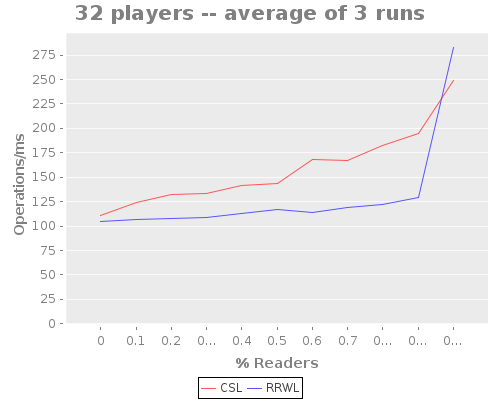 32 players -- average of 3 runs
Operations/ms
275
250
225
200
175
150
125
100
75
50
25
0
0 0.1 0.2 0... 0.4 0.5 0.6 0.7 0... 0... 0...
% Readers
CSL RRWL